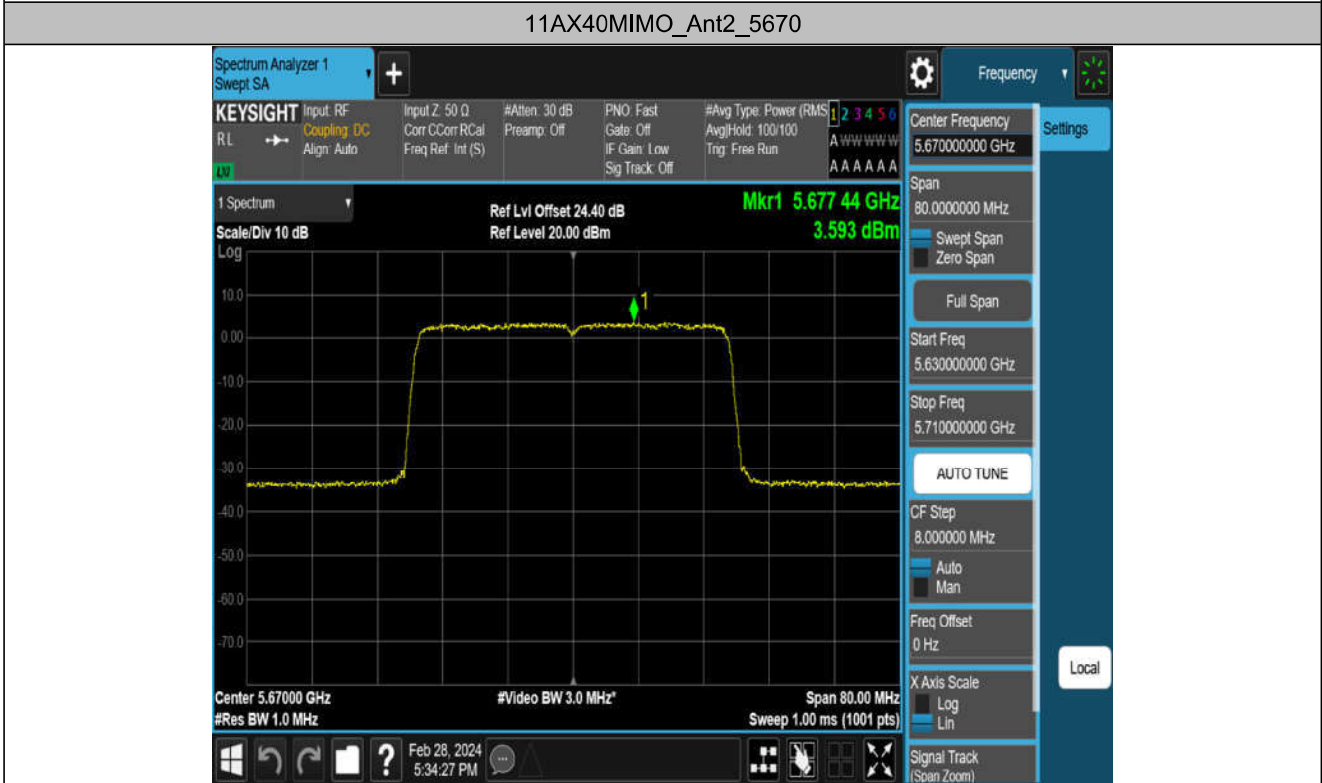 11AX40MIMO_Ant2_5670
Spectrum Analyzer 1
Swept SA
+
Frequency
KEYSIGHT
RL
LXI
Input: RF
Coupling: DC
Align: Auto
Input Z: 50 Ω
Corr CCorr RCal
Freq Ref: Int (S)
#Atten: 30 dB
Preamp: Off
PNO: Fast
Gate: Off
IF Gain: Low
Sig Track: Off
#Avg Type: Power (RMS
Avg|Hold: 100/100
Trig: Free Run
1 2 3 4 5 6
A W W W W W
A A A A A A
Center Frequency
5.670000000 GHz
Settings
1 Spectrum
Scale/Div 10 dB
Ref Lvl Offset 24.40 dB
Ref Level 20.00 dBm
Mkr1 5.677 44 GHz
3.593 dBm
Log
10.0
0.00
-10.0
-20.0
-30.0
-40.0
-50.0
-60.0
-70.0
1
Center 5.67000 GHz
#Res BW 1.0 MHz
#Video BW 3.0 MHz*
Span 80.00 MHz
Sweep 1.00 ms (1001 pts)
Span
80.0000000 MHz
Swept Span
Zero Span
Full Span
Start Freq
5.630000000 GHz
Stop Freq
5.710000000 GHz
AUTO TUNE
CF Step
8.000000 MHz
Auto
Man
Freq Offset
0 Hz
X Axis Scale
Log
Lin
Local
Signal Track
(Span Zoom)
?
Feb 28, 2024
5:34:27 PM